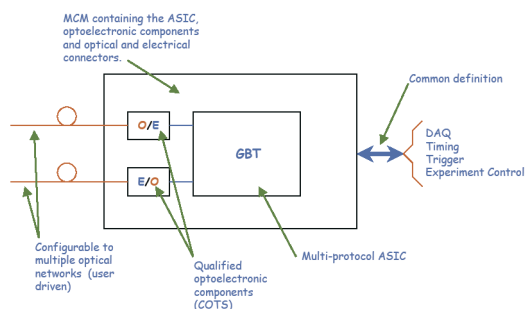 MCM containing the ASIC,
optoelectronic components
and optical and electrical
connectors.
Common definition
O/E
GBT
E/O
DAQ
Timing
Trigger
Experiment Control
Configurable to
multiple optical
networks (user
driven)
Qualified
optoelectronic
components
(COTS)
Multi-protocol ASIC